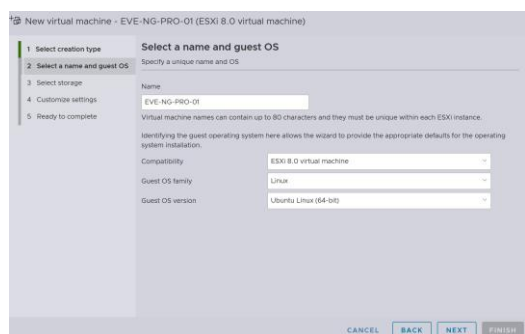 New virtual machine - EVE-NG-PRO-01 (ESXi 8.0 virtual machine)
1 Select creation type
2 Select a name and guest OS
3 Select storage
4 Customize settings
5 Ready to complete
Select a name and guest OS
Specify a unique name and OS
Name
EVE-NG-PRO-01
Virtual machine names can contain up to 80 characters and they must be unique within each ESXi instance.
Identifying the guest operating system here allows the wizard to provide the appropriate defaults for the operating
system installation.
Compatibility ESXi 8.0 virtual machine
Guest OS family Linux
Guest OS version Ubuntu Linux (64-bit)
CANCEL BACK NEXT FINISH